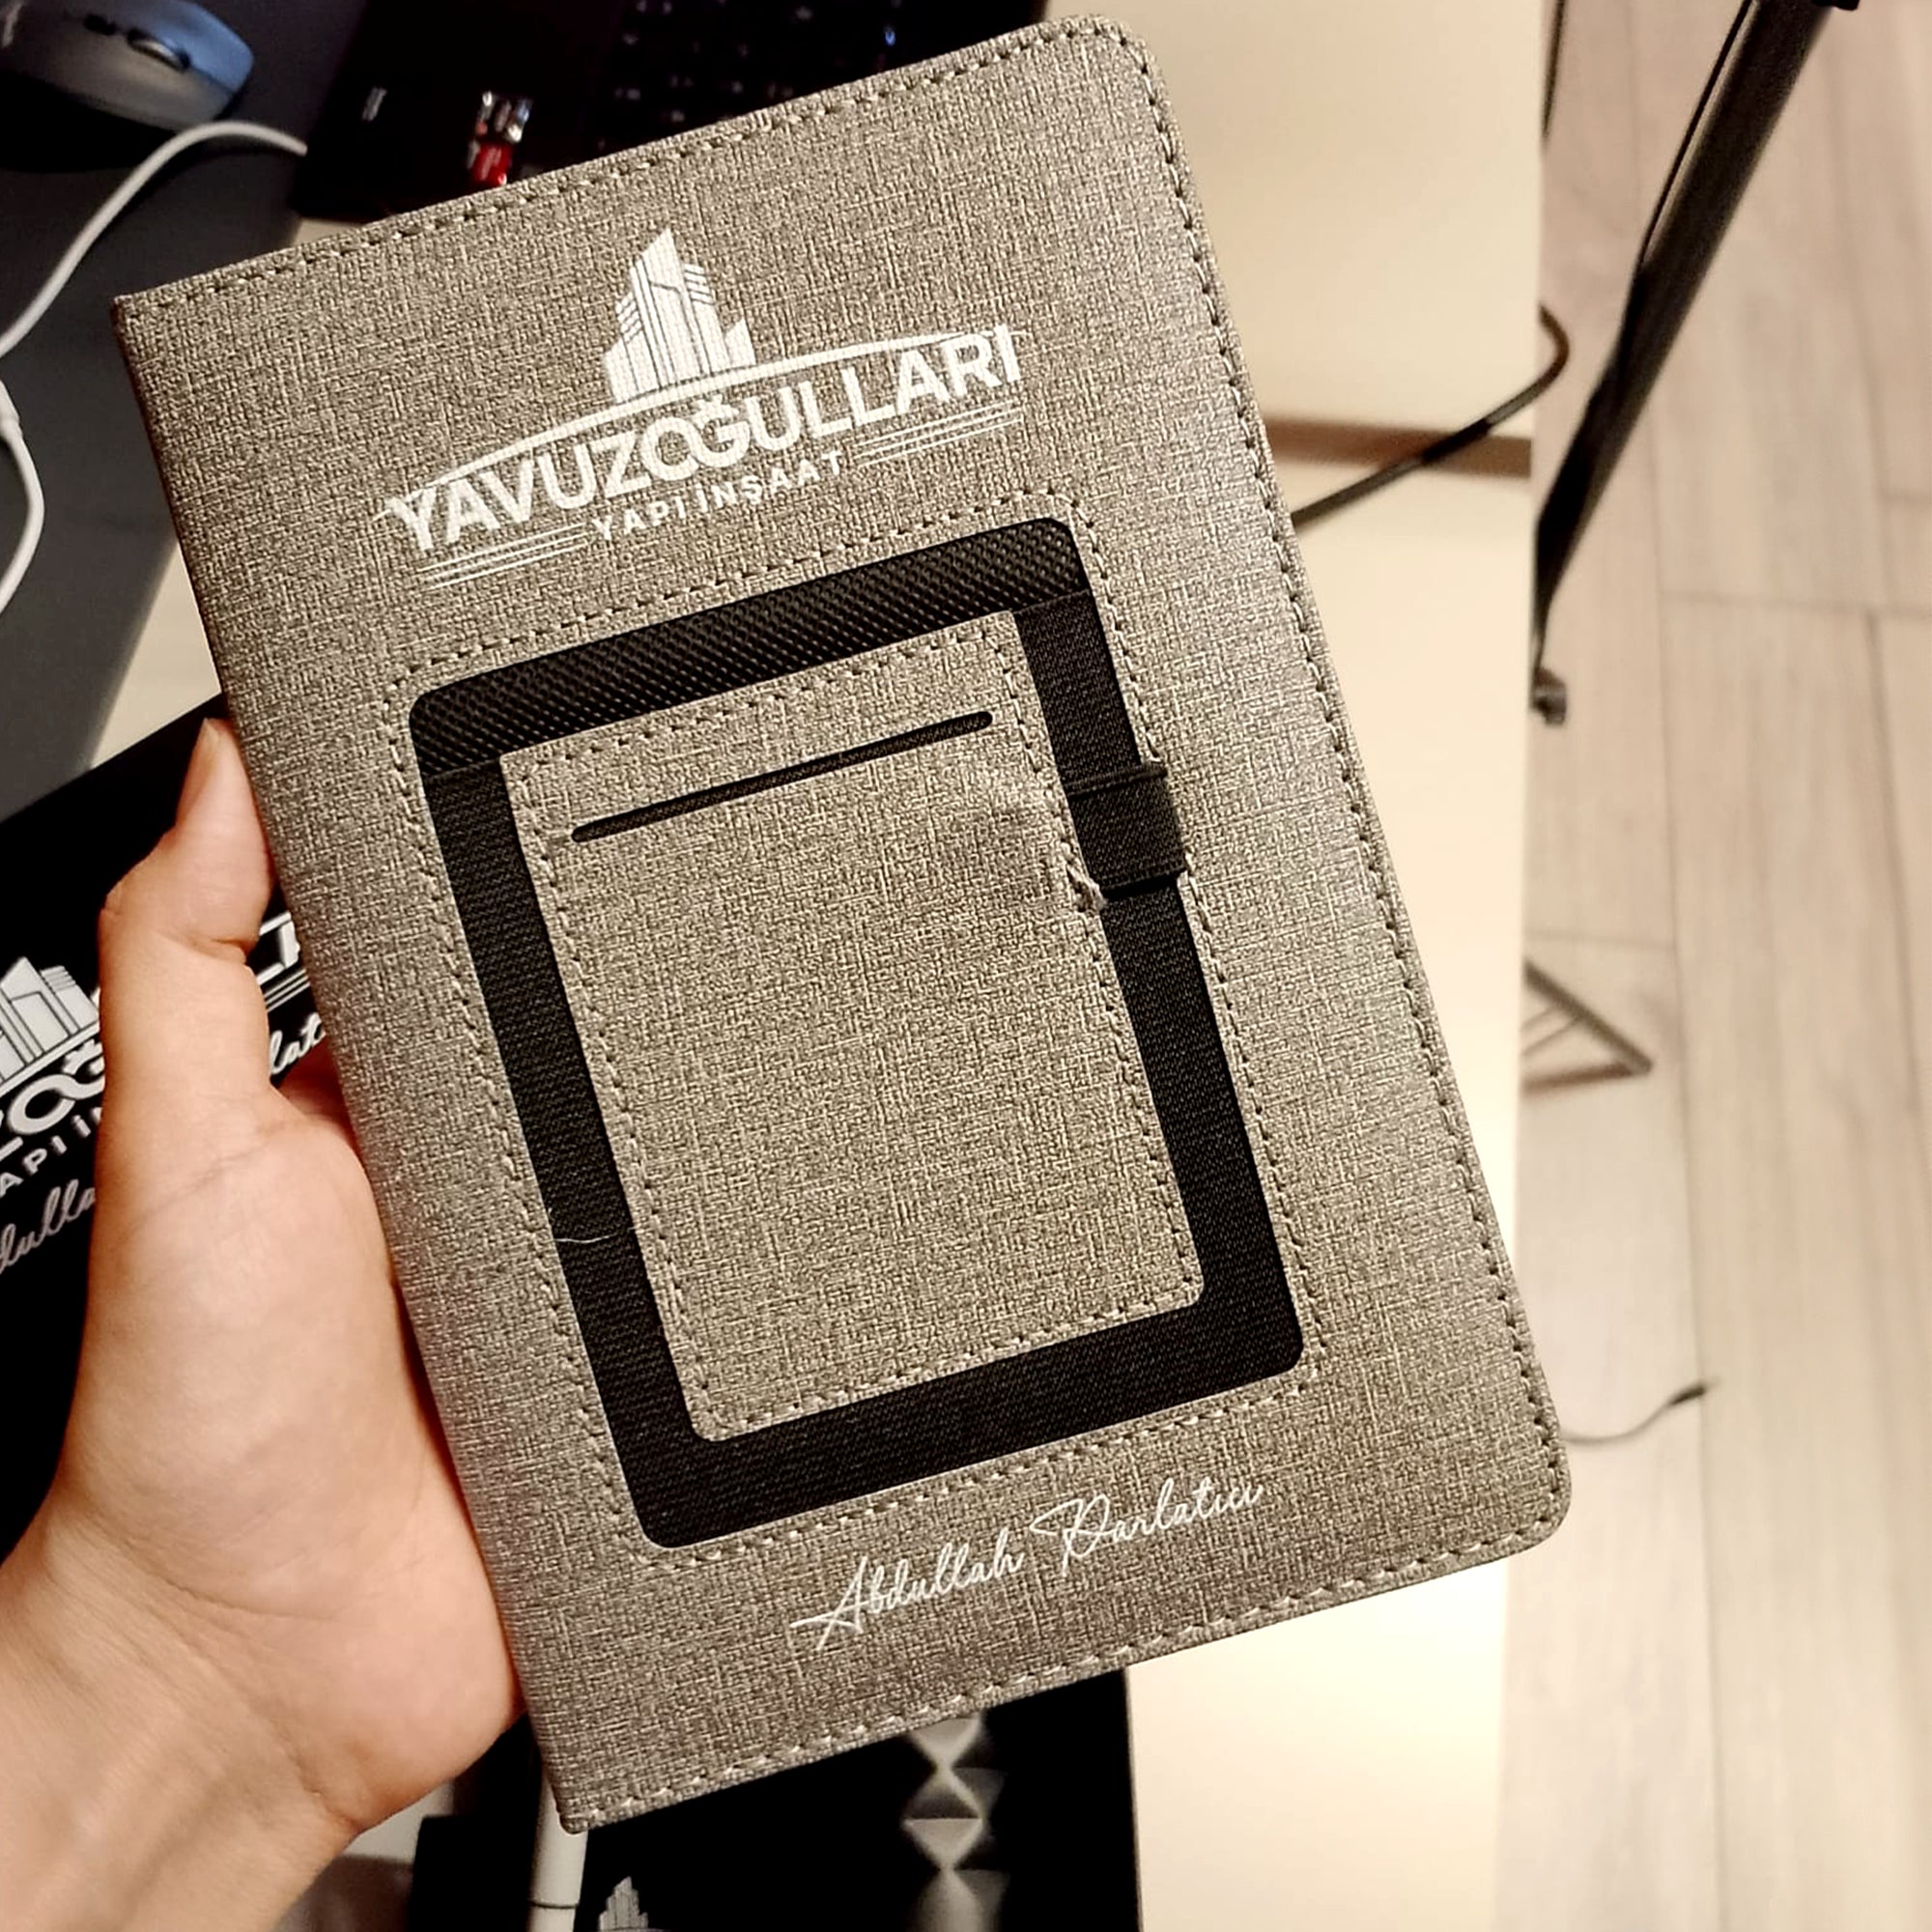 YAVUZOĞULLARI
YAPI İNŞAAT
Abdullah Parlatıcı